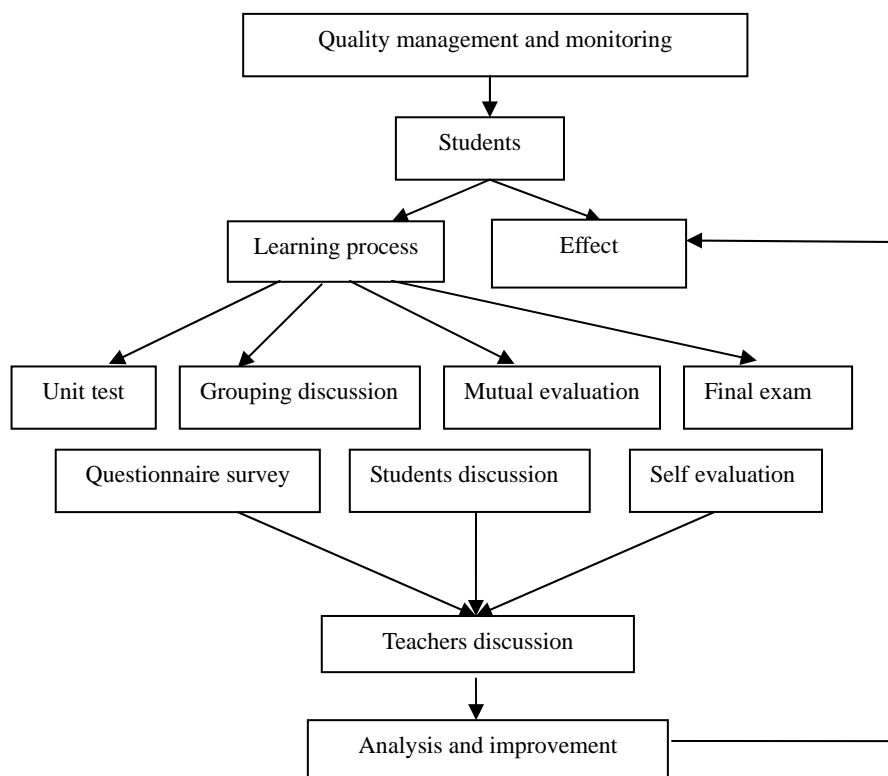 Quality management and monitoring
Students
Learning process
Effect
Unit test
Grouping discussion
Mutual evaluation
Final exam
Questionnaire survey
Students discussion
Self evaluation
Teachers discussion
Analysis and improvement